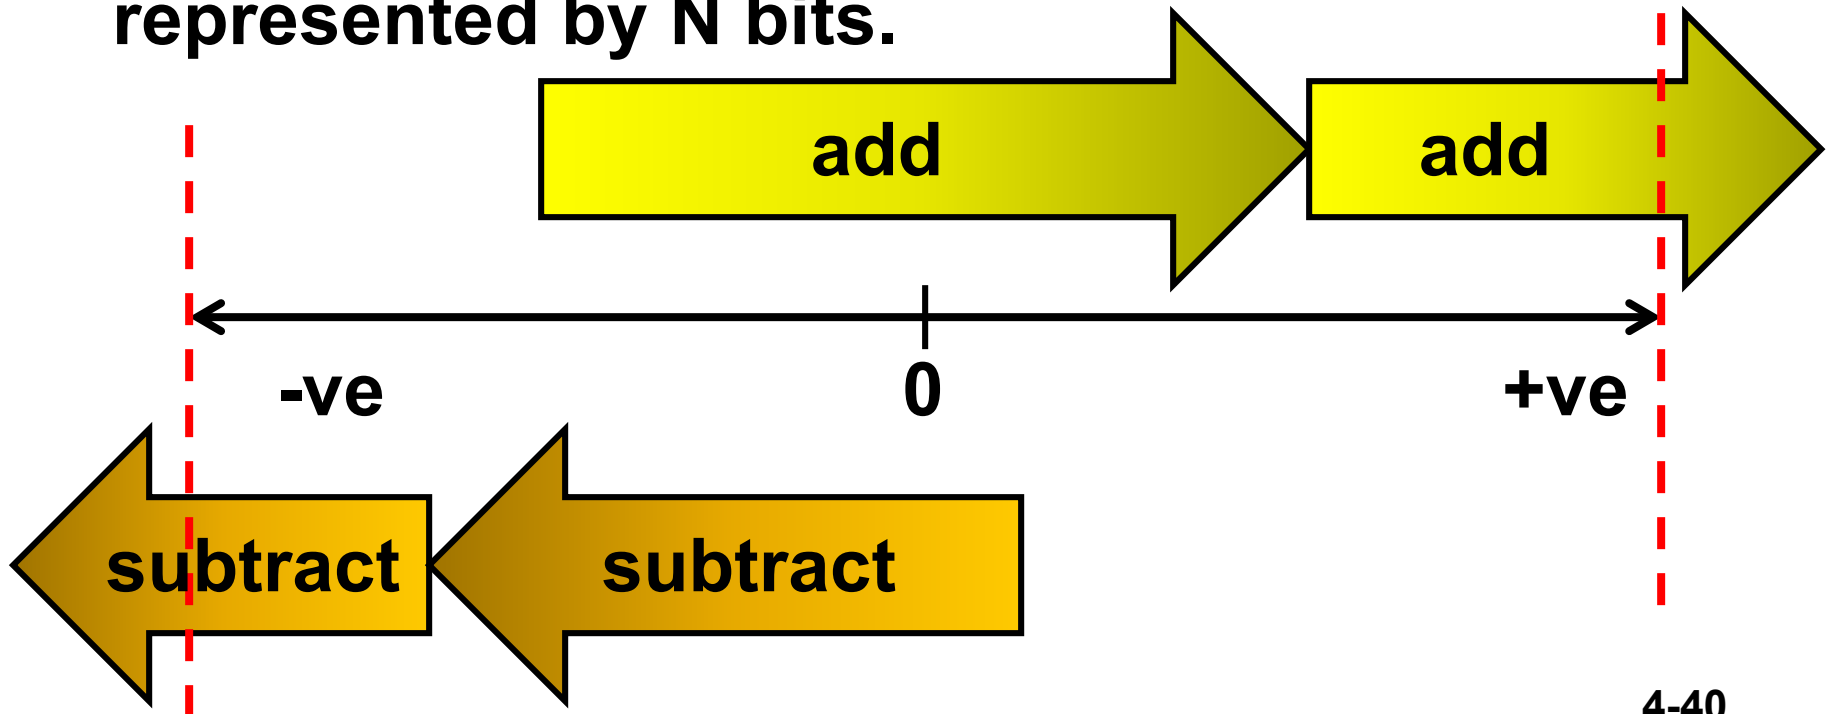 represented by N bits.
add add
-ve 0 +ve
subtract subtract
4-40